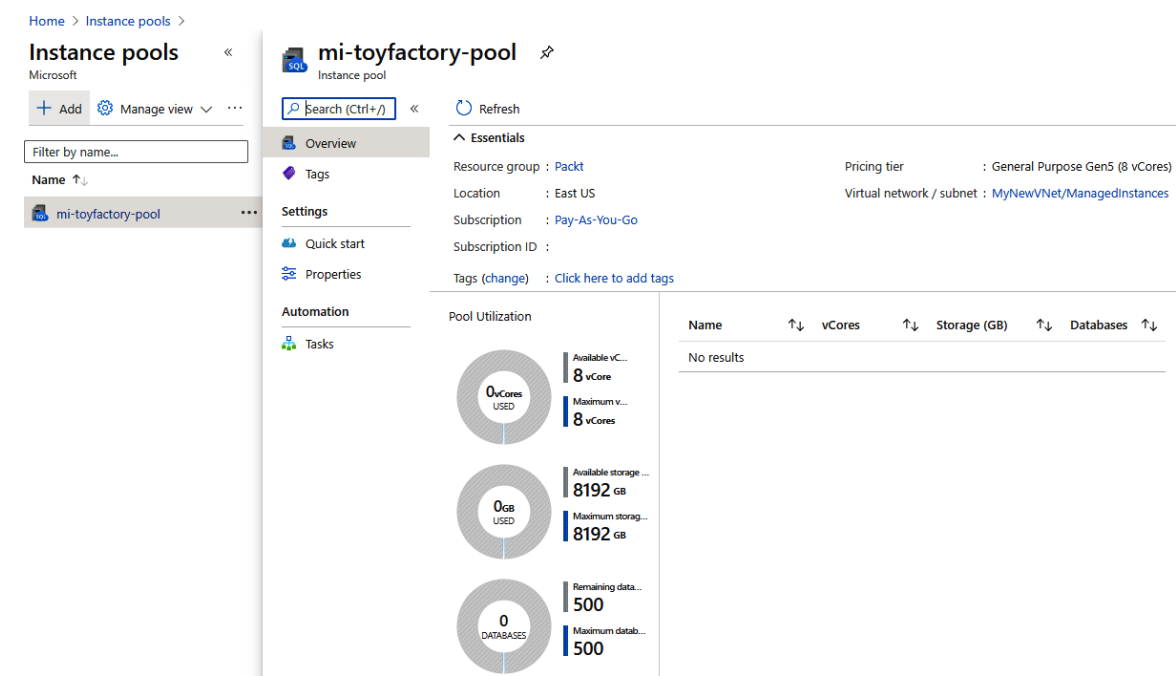 Home > Instance pools >
Instance pools «
Microsoft
+ Add Manage view ···
Filter by name...
Name ↑↓
mi-toyfactory-pool ···
mi-toyfactory-pool
Instance pool
Search (Ctrl+/) «
Overview
Tags
Settings
Quick start
Properties
Automation
Tasks
Refresh
Essentials
Resource group : Packt
Location : East US
Subscription : Pay-As-You-Go
Subscription ID :
Tags (change) : Click here to add tags
Pricing tier : General Purpose Gen5 (8 vCores)
Virtual network / subnet : MyNewVNet/ManagedInstances
Pool Utilization
0vCores
USED
Available vC...
8 vCore
Maximum v...
8 vCores
0GB
USED
Available storage ...
8192 GB
Maximum storag...
8192 GB
0
DATABASES
Remaining data...
500
Maximum datab...
500
Name ↑↓ vCores ↑↓ Storage (GB) ↑↓ Databases ↑↓
No results
SQL